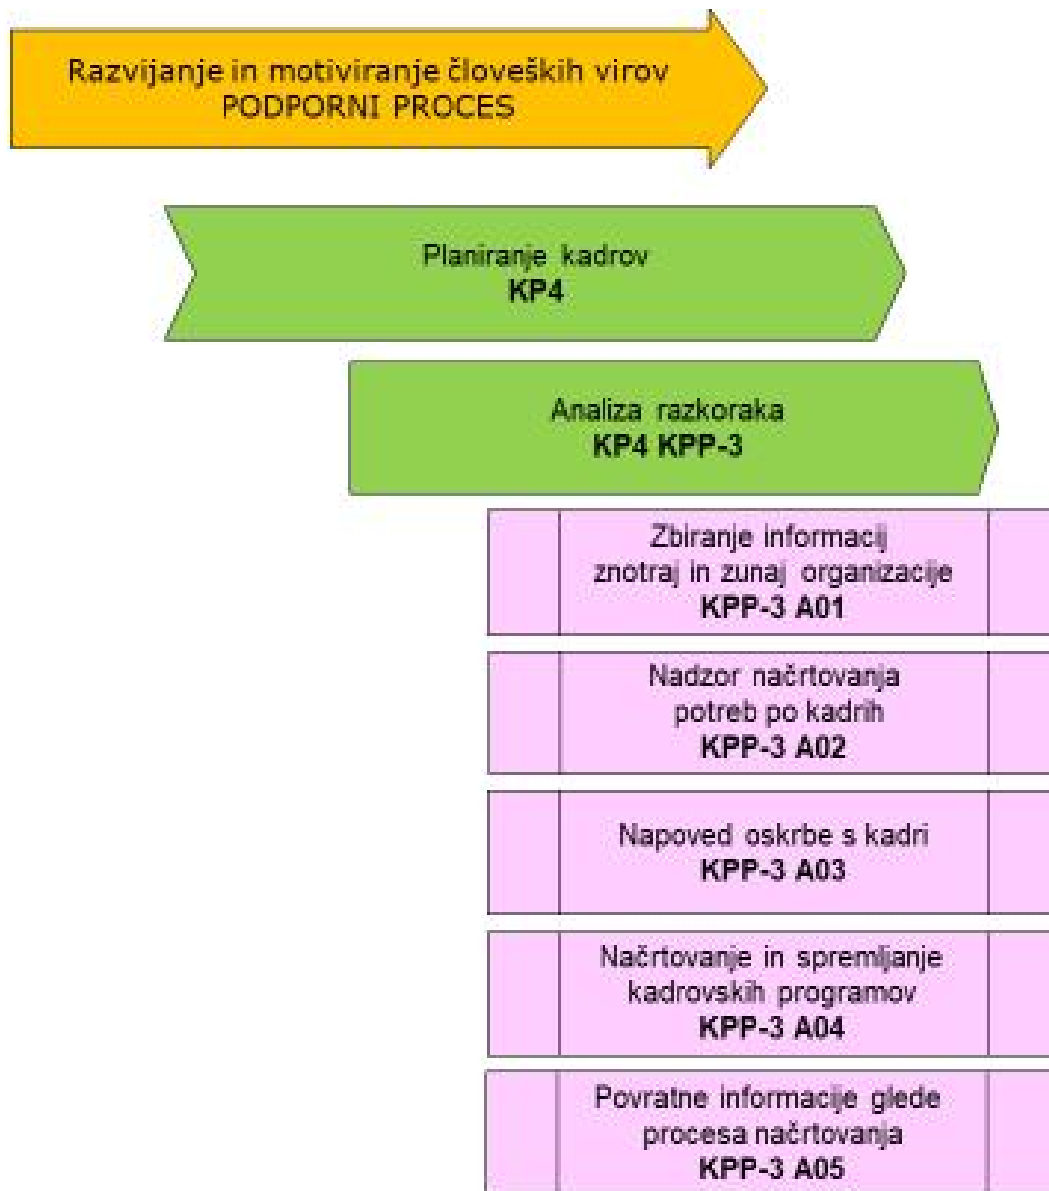 Razvijanje in motiviranje človeških virov
PODPORNI PROCES
Planiranje kadrov
KP4
Analiza razkoraka
KP4 KPP-3
Zbiranje informacij
znotraj in zunaj organizacije
KPP-3 A01
Nadzor načrtovanja
potreb po kadrih
KPP-3 A02
Napoved oskrbe s kadri
KPP-3 A03
Načrtovanje in spremljanje
kadrovskih programov
KPP-3 A04
Povratne informacije glede
procesa načrtovanja
KPP-3 A05